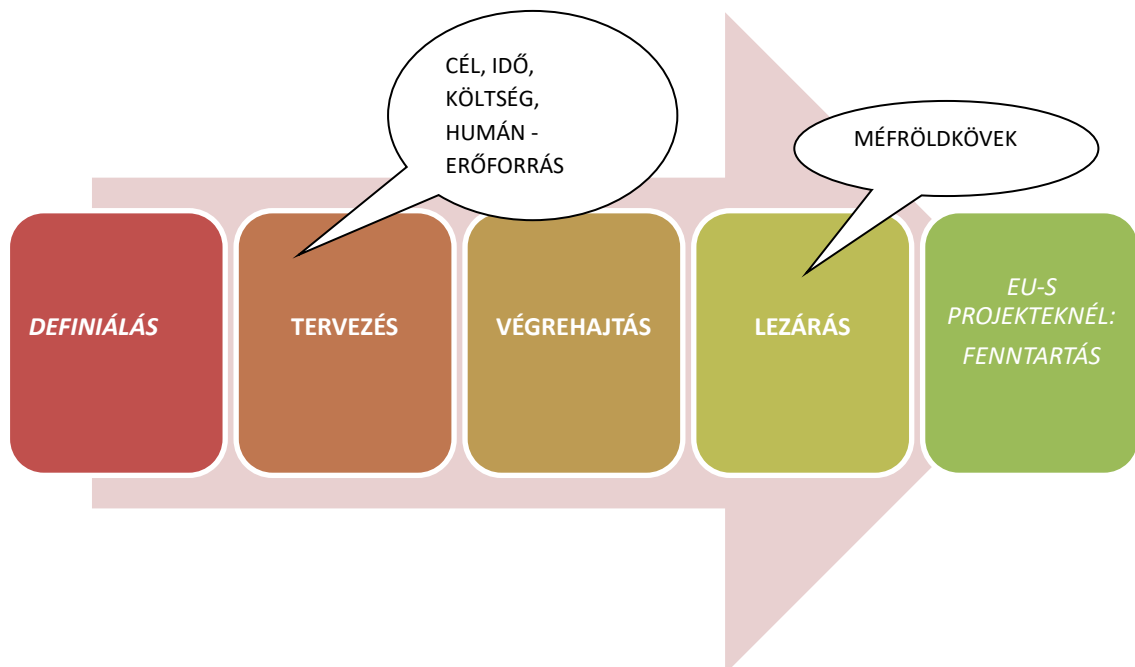 CÉL, IDŐ,
KÖLTSÉG,
HUMÁN -
ERŐFORRÁS
MÉFRÖLDKÖVEK
DEFINIÁLÁS
TERVEZÉS
VÉGREHAJTÁS
LEZÁRÁS
EU-S
PROJEKTEKNÉL:
FENNTARTÁS